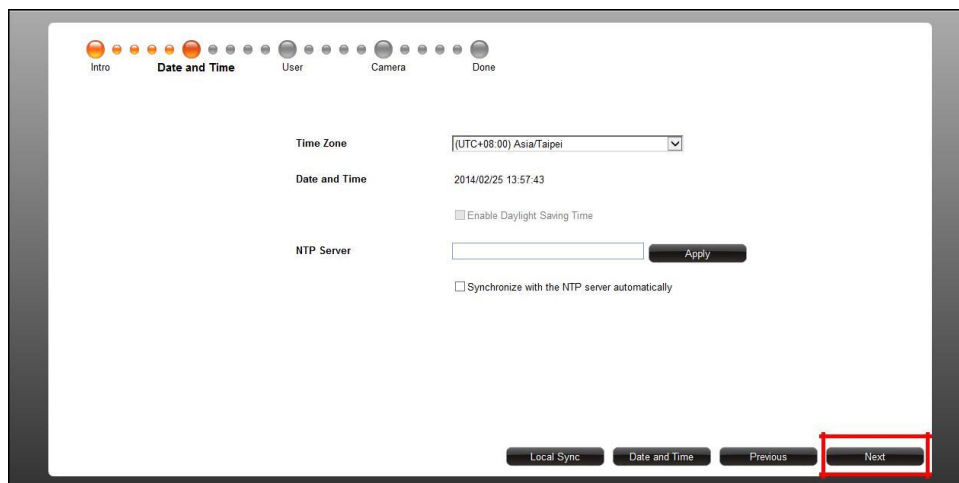 Intro Date and Time User Camera Done
Time Zone (UTC+08:00) Asia/Taipei
Date and Time 2014/02/25 13:57:43
Enable Daylight Saving Time
NTP Server Apply
Synchronize with the NTP server automatically
Local Sync Date and Time Previous Next